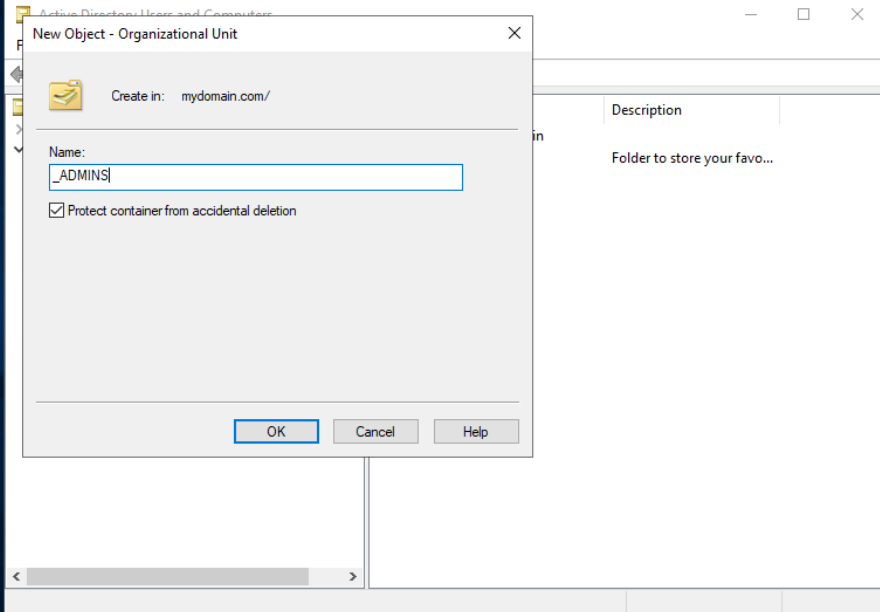 Active Directory Users and Computers
New Object - Organizational Unit
F
Create in: mydomain.com/
Name:
_ADMINS
Protect container from accidental deletion
OK Cancel Help
Description
in
Folder to store your favo...